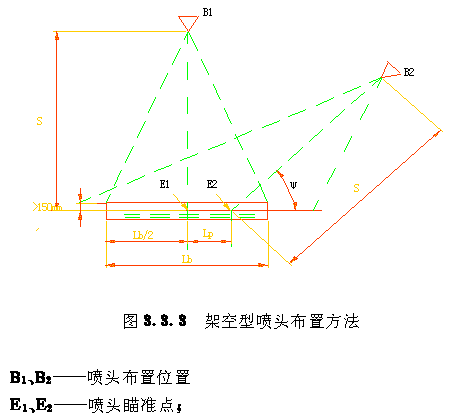 B1
B2
S
E1
E2
ψ
S
150mm
Lb/2
Lp
Lb
图 3.3.3 架空型喷头布置方法
B1、B2——喷头布置位置
E1、E2——喷头瞄准点；